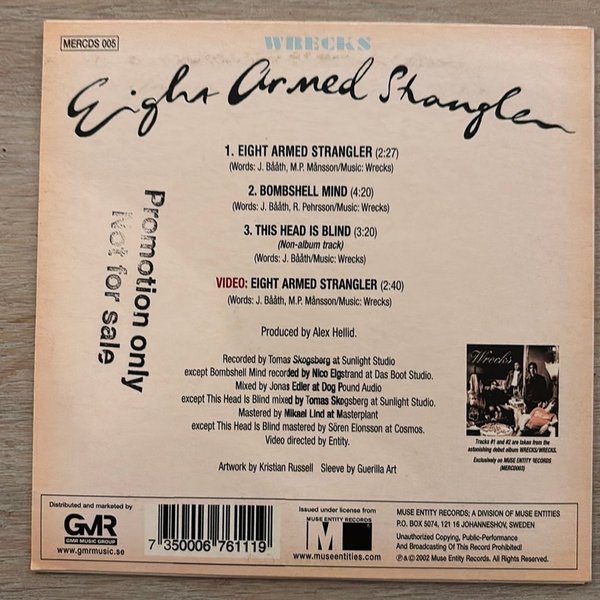 MERCDS 005
WRECKS
Eight Armed Strangler
1. EIGHT ARMED STRANGLER (2:27)
(Words: J. Bååth, M.P. Månsson/Music: Wrecks)
2. BOMBSHELL MIND (4:20)
(Words: J. Bååth, R. Pehrsson/Music: Wrecks)
3. THIS HEAD IS BLIND (3:20)
(Non-album track)
(Words: J. Bååth/Music: Wrecks)
VIDEO: EIGHT ARMED STRANGLER (2:40)
(Words: J. Bååth, M.P. Månsson/Music: Wrecks)
Promotion only
Not for sale
Produced by Alex Hellid.
Recorded by Tomas Skogsberg at Sunlight Studio
except Bombshell Mind recorded by Nico Elgstrand at Das Boot Studio.
Mixed by Jonas Edler at Dog Pound Audio
except This Head Is Blind mixed by Tomas Skogsberg at Sunlight Studio.
Mastered by Mikael Lind at Masterplant
except This Head Is Blind mastered by Sören Elonsson at Cosmos.
Video directed by Entity.
Artwork by Kristian Russell Sleeve by Guerilla Art
Wrecks
Tracks #1 and #2 are taken from the
astonishing debut album WRECKS/WRECKS.
Exclusively on MUSE ENTITY RECORDS
(MERCD003)
Distributed and marketed by
GMR
GMR MUSIC GROUP
www.gmrmusic.se
7 350006 761119
Issued under license from
MUSE ENTITY RECORDS
M
www.museentities.com
MUSE ENTITY RECORDS; A DIVISION OF MUSE ENTITIES
P.O. BOX 5074, 121 16 JOHANNESHOV, SWEDEN
Unauthorized Copying, Public-Performance
And Broadcasting Of This Record Prohibited!
℗ & © 2002 Muse Entity Records. All Rights Reserved.